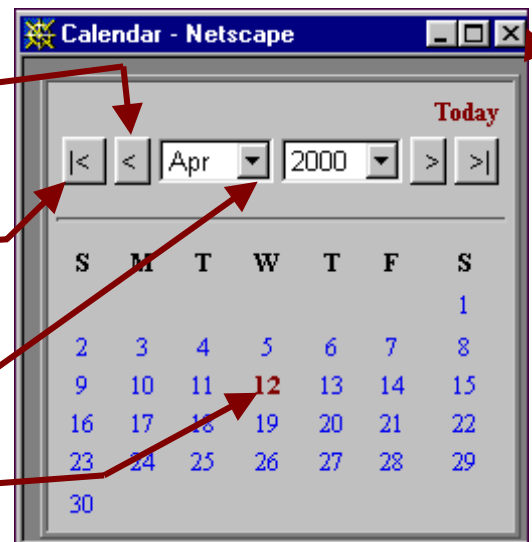 Calendar - Netscape
Today
|< < Apr 2000 > >|
S M T W T F S
1
2 3 4 5 6 7 8
9 10 11 12 13 14 15
16 17 18 19 20 21 22
23 24 25 26 27 28 29
30